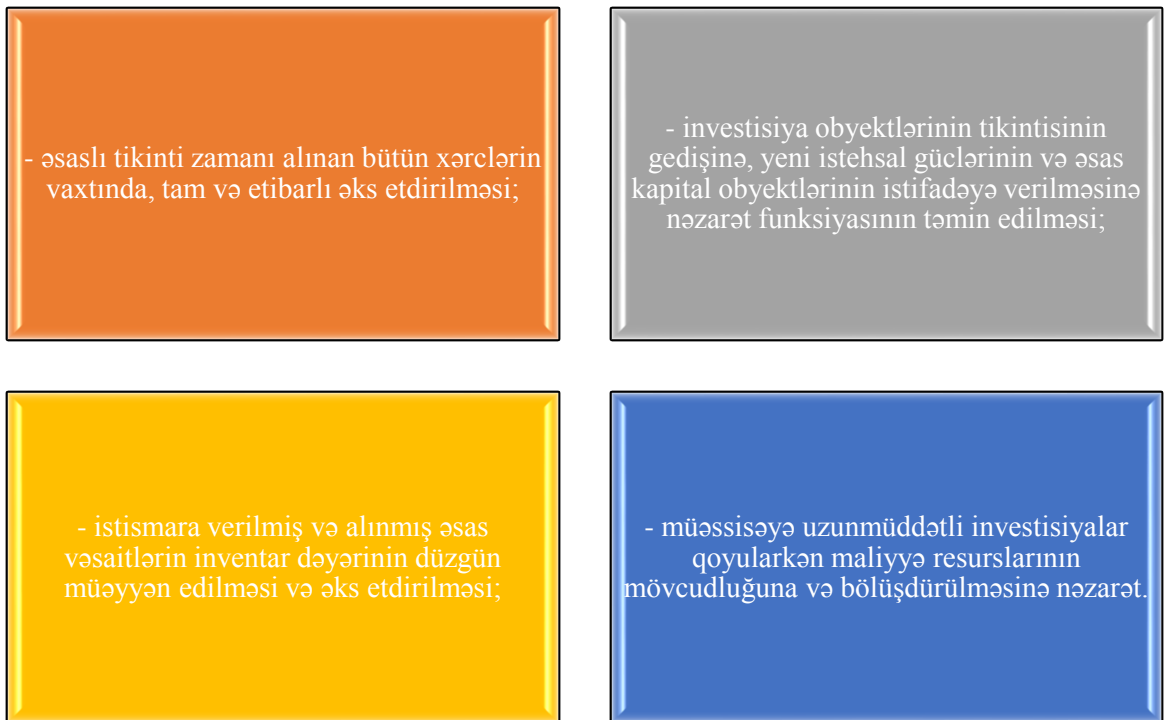 - əsaslı tikinti zamanı alınan bütün xərclərin
vaxtında, tam və etibarlı əks etdirilməsi;
- investisiya obyektlərinin tikintisinin
gedişinə, yeni istehsal güclərinin və əsas
kapital obyektlərinin istifadəyə verilməsinə
nəzarət funksiyasının təmin edilməsi;
- istismara verilmiş və alınmış əsas
vəsaitlərin inventar dəyərinin düzgün
müəyyən edilməsi və əks etdirilməsi;
- müəssisəyə uzunmüddətli investisiyalar
qoyularkən maliyyə resurslarının
mövcudluğuna və bölüşdürülməsinə nəzarət.